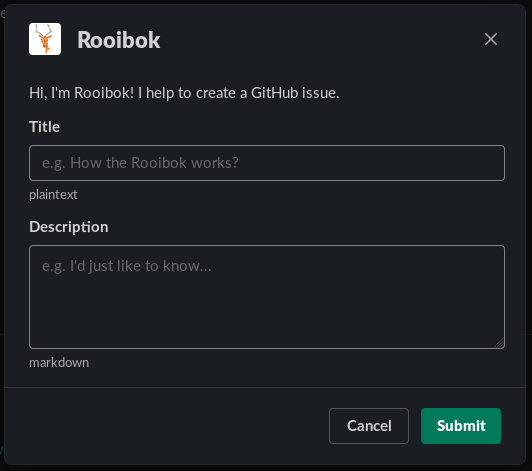 Rooibok
Hi, I'm Rooibok! I help to create a GitHub issue.
Title
e.g. How the Rooibok works?
plaintext
Description
e.g. I'd just like to know...
markdown
Cancel Submit